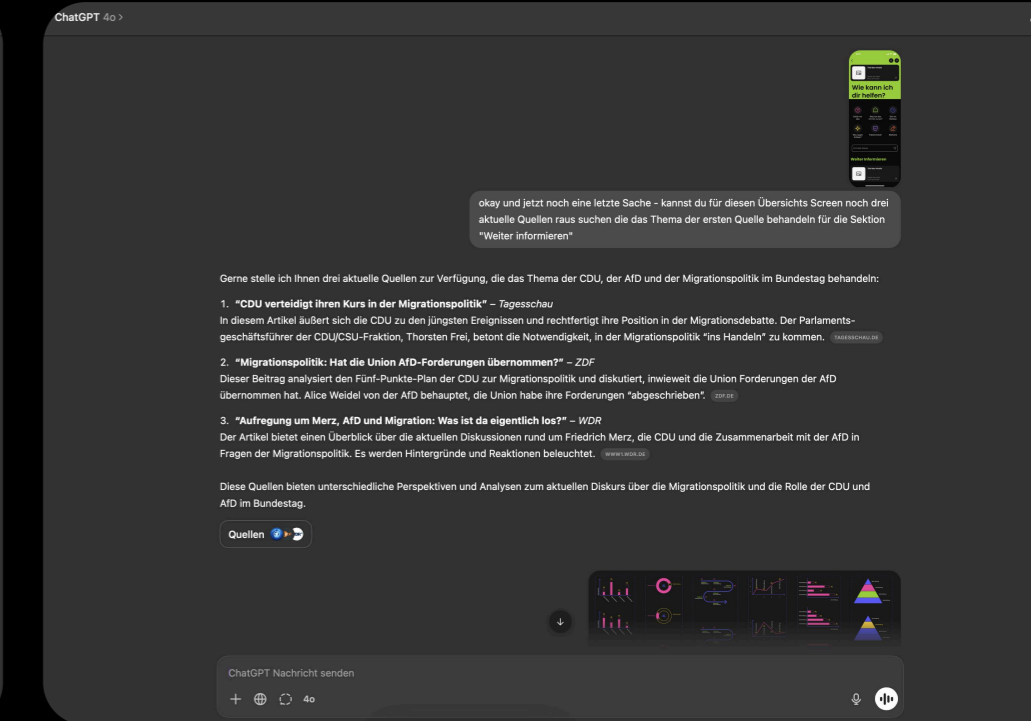 ChatGPT 4o >
Wie kann ich
dir helfen?
Weiter Informieren
okay und jetzt noch eine letzte Sache - kannst du für diesen Übersichts Screen noch drei
aktuelle Quellen raus suchen die das Thema der ersten Quelle behandeln für die Sektion
"Weiter informieren"
Gerne stelle ich Ihnen drei aktuelle Quellen zur Verfügung, die das Thema der CDU, der AfD und der Migrationspolitik im Bundestag behandeln:
1. “CDU verteidigt ihren Kurs in der Migrationspolitik” – Tagesschau
In diesem Artikel äußert sich die CDU zu den jüngsten Ereignissen und rechtfertigt ihre Position in der Migrationsdebatte. Der Parlaments-
geschäftsführer der CDU/CSU-Fraktion, Thorsten Frei, betont die Notwendigkeit, in der Migrationspolitik “ins Handeln” zu kommen. TAGESSCHAU.DE
2. “Migrationspolitik: Hat die Union AfD-Forderungen übernommen?” – ZDF
Dieser Beitrag analysiert den Fünf-Punkte-Plan der CDU zur Migrationspolitik und diskutiert, inwieweit die Union Forderungen der AfD
übernommen hat. Alice Weidel von der AfD behauptet, die Union habe ihre Forderungen “abgeschrieben”. ZDF.DE
3. “Aufregung um Merz, AfD und Migration: Was ist da eigentlich los?” – WDR
Der Artikel bietet einen Überblick über die aktuellen Diskussionen rund um Friedrich Merz, die CDU und die Zusammenarbeit mit der AfD in
Fragen der Migrationspolitik. Es werden Hintergründe und Reaktionen beleuchtet. WWW1.WDR.DE
Diese Quellen bieten unterschiedliche Perspektiven und Analysen zum aktuellen Diskurs über die Migrationspolitik und die Rolle der CDU und
AfD im Bundestag.
Quellen
ChatGPT Nachricht senden
4o